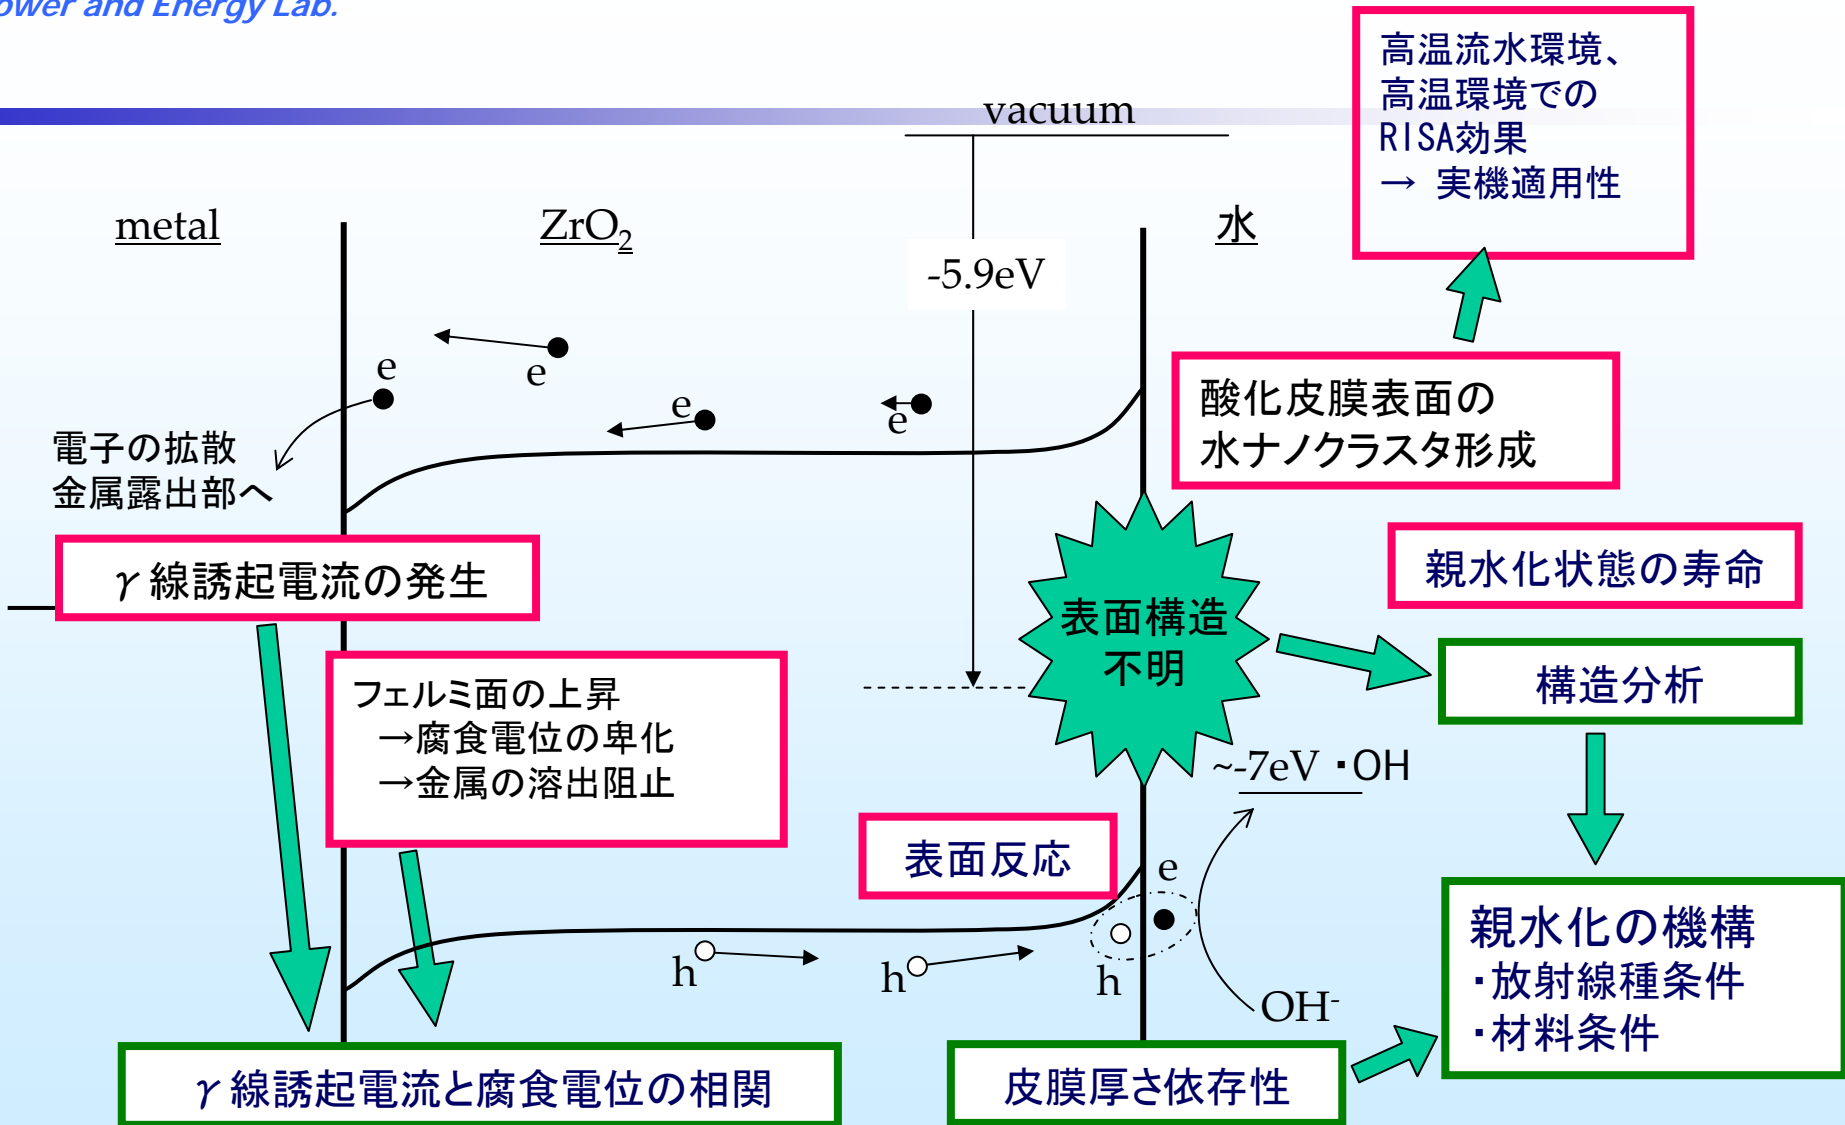 ower and Energy Lab.
高温流水環境、
高温環境での
RISA効果
→ 実機適用性
vacuum
metal
ZrO₂
水
-5.9eV
e
e
e
e
電子の拡散
金属露出部へ
酸化皮膜表面の
水ナノクラスタ形成
γ線誘起電流の発生
親水化状態の寿命
表面構造
不明
構造分析
フェルミ面の上昇
→腐食電位の卑化
→金属の溶出阻止
~-7eV ・OH
表面反応
e
h
h
h
OH⁻
親水化の機構
・放射線種条件
・材料条件
γ線誘起電流と腐食電位の相関
皮膜厚さ依存性